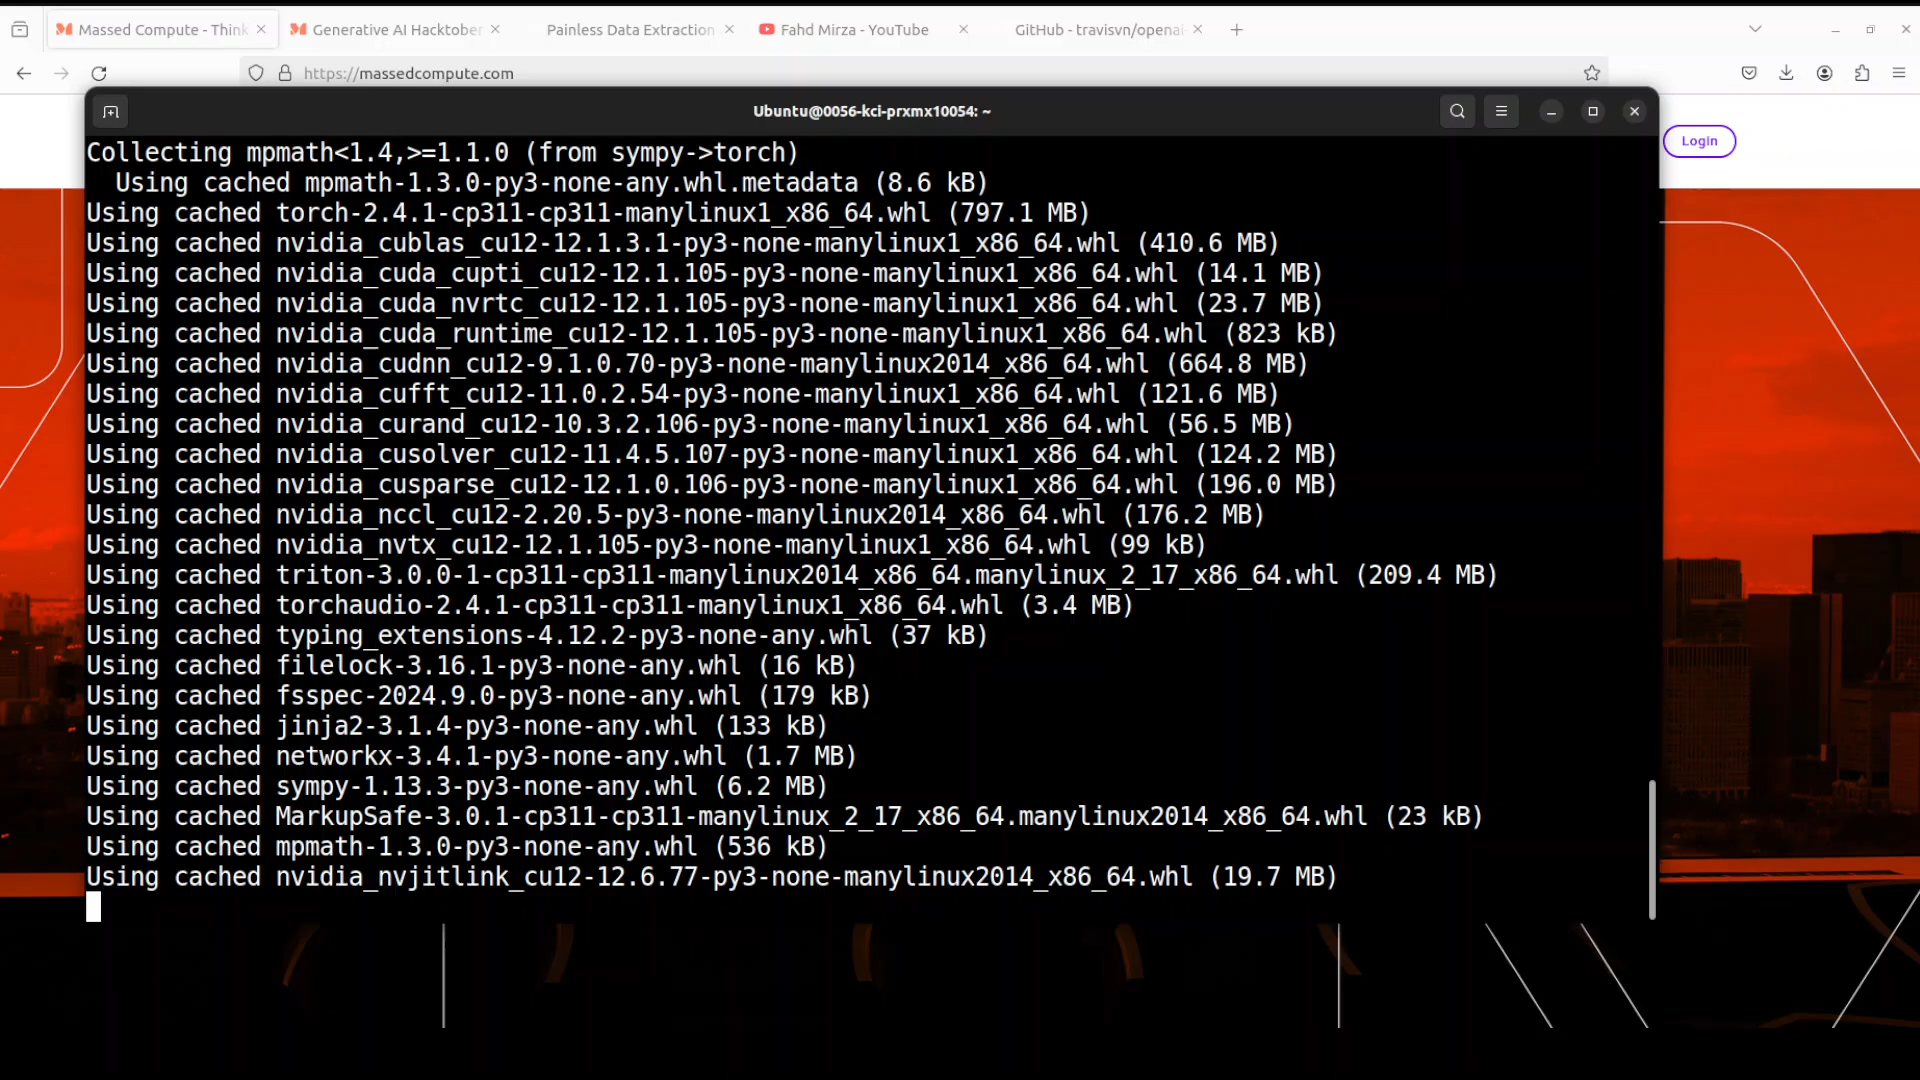 Massed Compute - Think
Generative AI Hacktober
Painless Data Extraction
Fahd Mirza - YouTube
GitHub - travisvn/openai-
https://massedcompute.com
Ubuntu@0056-kci-prxmx10054: ~
Login
Collecting mpmath<1.4,>=1.1.0 (from sympy->torch)
  Using cached mpmath-1.3.0-py3-none-any.whl.metadata (8.6 kB)
Using cached torch-2.4.1-cp311-cp311-manylinux1_x86_64.whl (797.1 MB)
Using cached nvidia_cublas_cu12-12.1.3.1-py3-none-manylinux1_x86_64.whl (410.6 MB)
Using cached nvidia_cuda_cupti_cu12-12.1.105-py3-none-manylinux1_x86_64.whl (14.1 MB)
Using cached nvidia_cuda_nvrtc_cu12-12.1.105-py3-none-manylinux1_x86_64.whl (23.7 MB)
Using cached nvidia_cuda_runtime_cu12-12.1.105-py3-none-manylinux1_x86_64.whl (823 kB)
Using cached nvidia_cudnn_cu12-9.1.0.70-py3-none-manylinux2014_x86_64.whl (664.8 MB)
Using cached nvidia_cufft_cu12-11.0.2.54-py3-none-manylinux1_x86_64.whl (121.6 MB)
Using cached nvidia_curand_cu12-10.3.2.106-py3-none-manylinux1_x86_64.whl (56.5 MB)
Using cached nvidia_cusolver_cu12-11.4.5.107-py3-none-manylinux1_x86_64.whl (124.2 MB)
Using cached nvidia_cusparse_cu12-12.1.0.106-py3-none-manylinux1_x86_64.whl (196.0 MB)
Using cached nvidia_nccl_cu12-2.20.5-py3-none-manylinux2014_x86_64.whl (176.2 MB)
Using cached nvidia_nvtx_cu12-12.1.105-py3-none-manylinux1_x86_64.whl (99 kB)
Using cached triton-3.0.0-1-cp311-cp311-manylinux2014_x86_64.manylinux_2_17_x86_64.whl (209.4 MB)
Using cached torchaudio-2.4.1-cp311-cp311-manylinux1_x86_64.whl (3.4 MB)
Using cached typing_extensions-4.12.2-py3-none-any.whl (37 kB)
Using cached filelock-3.16.1-py3-none-any.whl (16 kB)
Using cached fsspec-2024.9.0-py3-none-any.whl (179 kB)
Using cached jinja2-3.1.4-py3-none-any.whl (133 kB)
Using cached networkx-3.4.1-py3-none-any.whl (1.7 MB)
Using cached sympy-1.13.3-py3-none-any.whl (6.2 MB)
Using cached MarkupSafe-3.0.1-cp311-cp311-manylinux_2_17_x86_64.manylinux2014_x86_64.whl (23 kB)
Using cached mpmath-1.3.0-py3-none-any.whl (536 kB)
Using cached nvidia_nvjitlink_cu12-12.6.77-py3-none-manylinux2014_x86_64.whl (19.7 MB)